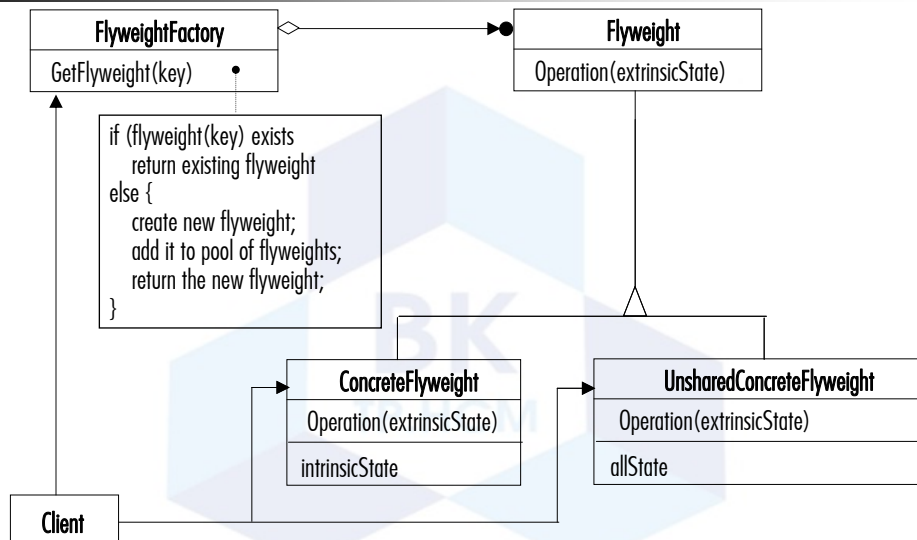 FlyweightFactory
GetFlyweight(key)
Flyweight
Operation(extrinsicState)
if (flyweight(key) exists
return existing flyweight
else {
create new flyweight;
add it to pool of flyweights;
return the new flyweight;
}
BK
ConcreteFlyweight
Operation(extrinsicState)
intrinsicState
UnsharedConcreteFlyweight
Operation(extrinsicState)
allState
Client